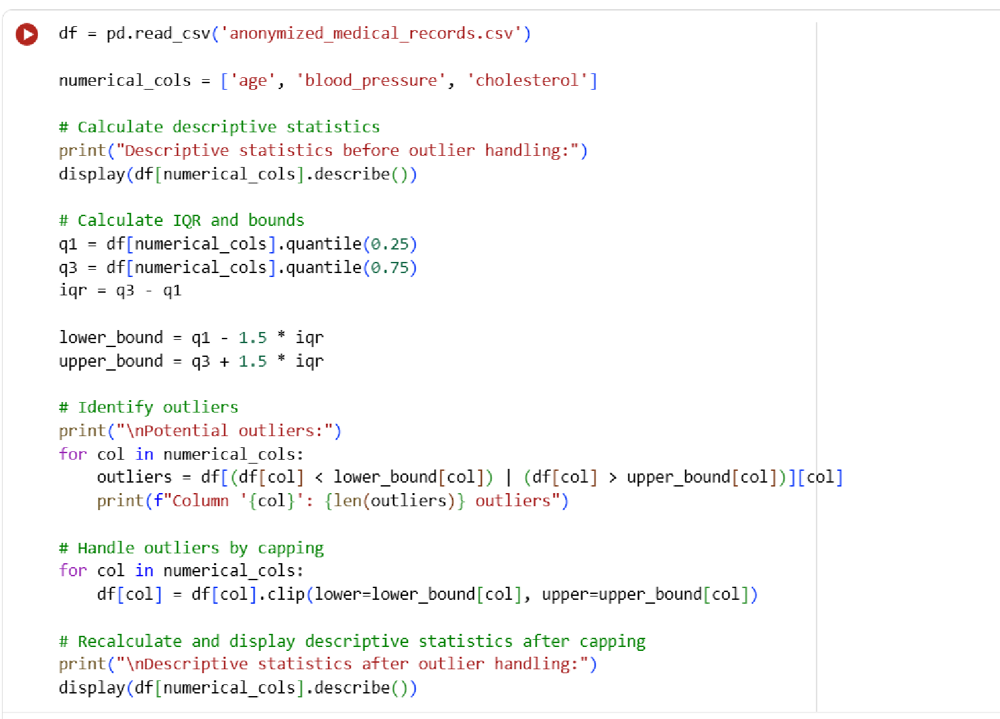 df = pd.read_csv('anonymized_medical_records.csv')
numerical_cols = ['age', 'blood_pressure', 'cholesterol']
# Calculate descriptive statistics
print("Descriptive statistics before outlier handling:")
display(df[numerical_cols].describe())
# Calculate IQR and bounds
q1 = df[numerical_cols].quantile(0.25)
q3 = df[numerical_cols].quantile(0.75)
iqr = q3 - q1
lower_bound = q1 - 1.5 * iqr
upper_bound = q3 + 1.5 * iqr
# Identify outliers
print("\nPotential outliers:")
for col in numerical_cols:
    outliers = df[(df[col] < lower_bound[col]) | (df[col] > upper_bound[col])][col]
    print(f"Column '{col}': {len(outliers)} outliers")
# Handle outliers by capping
for col in numerical_cols:
    df[col] = df[col].clip(lower=lower_bound[col], upper=upper_bound[col])
# Recalculate and display descriptive statistics after capping
print("\nDescriptive statistics after outlier handling:")
display(df[numerical_cols].describe())